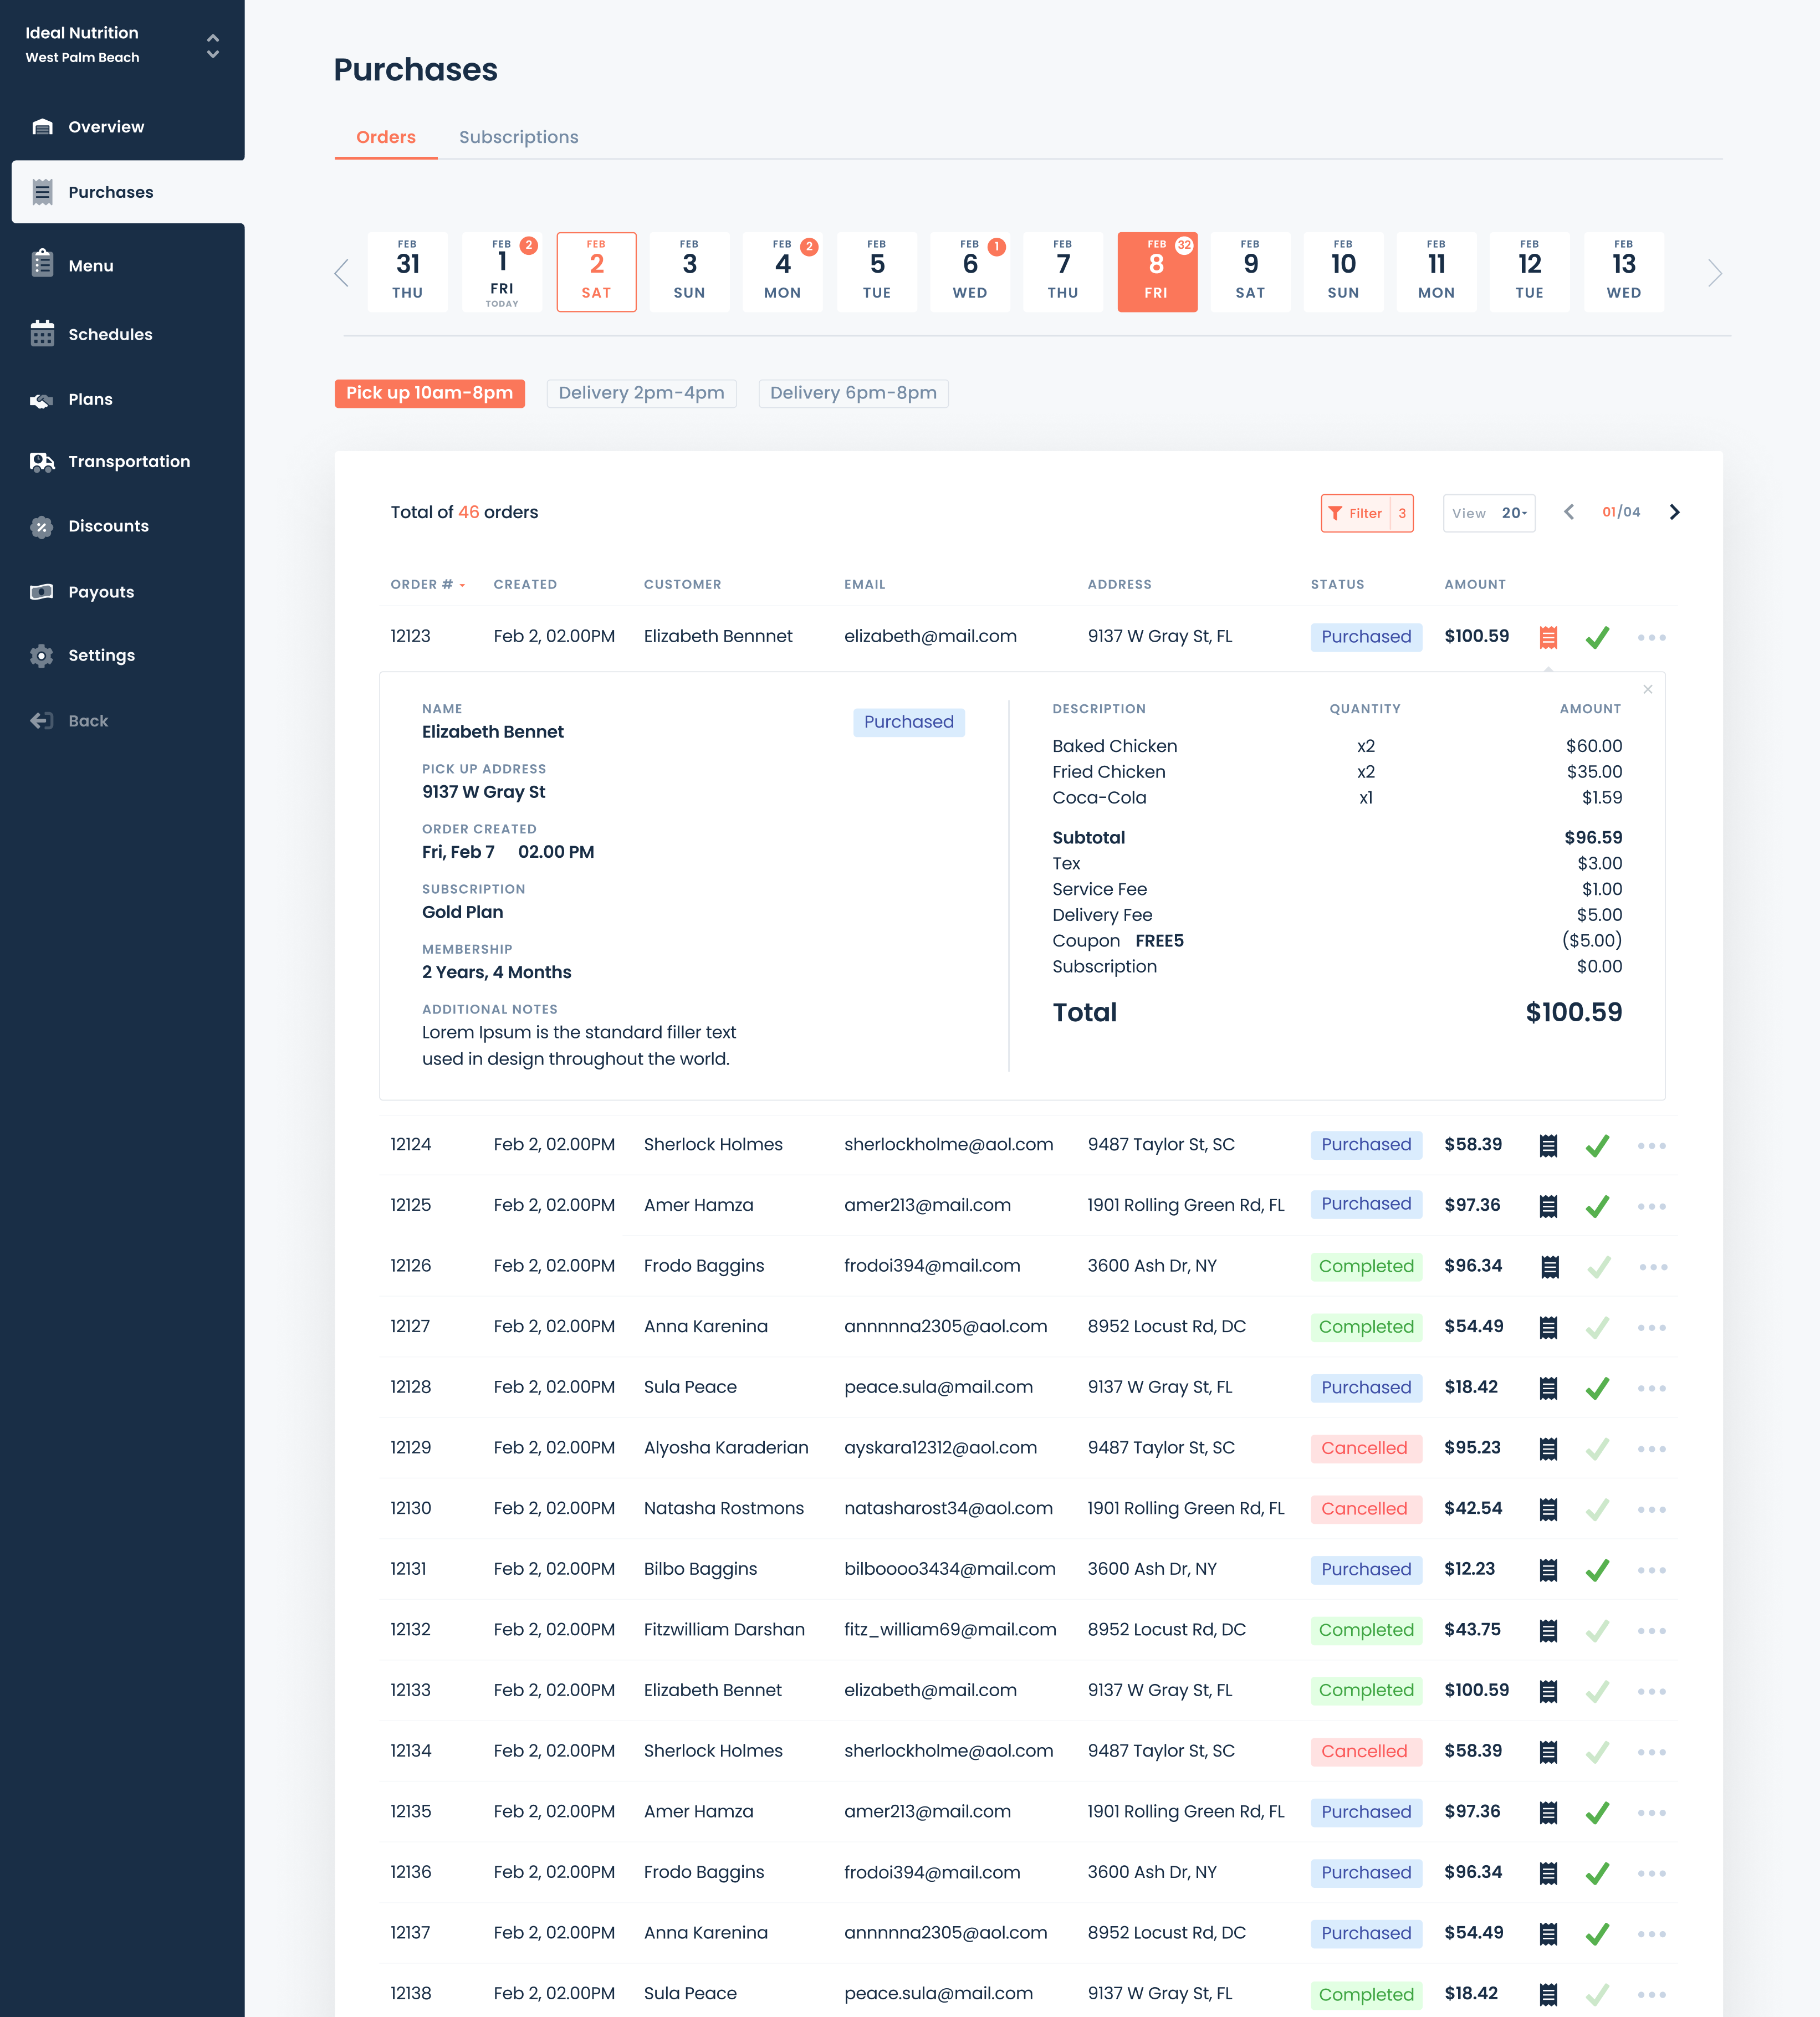 Ideal Nutrition
West Palm Beach
Overview
Purchases
Menu
Schedules
Plans
Transportation
Discounts
Payouts
Settings
Back
Purchases
Orders Subscriptions
FEB 31 THU
FEB 2 1 FRI TODAY
FEB 2 SAT
FEB 3 SUN
FEB 2 4 MON
FEB 5 TUE
FEB 1 6 WED
FEB 7 THU
FEB 32 8 FRI
FEB 9 SAT
FEB 10 SUN
FEB 11 MON
FEB 12 TUE
FEB 13 WED
Pick up 10am-8pm Delivery 2pm-4pm Delivery 6pm-8pm
Total of 46 orders Filter 3 View 20 01/04
ORDER # CREATED CUSTOMER EMAIL ADDRESS STATUS AMOUNT
12123 Feb 2, 02.00PM Elizabeth Bennnet elizabeth@mail.com 9137 W Gray St, FL Purchased $100.59
NAME
Elizabeth Bennet
Purchased
PICK UP ADDRESS
9137 W Gray St
ORDER CREATED
Fri, Feb 7 02.00 PM
SUBSCRIPTION
Gold Plan
MEMBERSHIP
2 Years, 4 Months
ADDITIONAL NOTES
Lorem Ipsum is the standard filler text
used in design throughout the world.
DESCRIPTION QUANTITY AMOUNT
Baked Chicken x2 $60.00
Fried Chicken x2 $35.00
Coca-Cola x1 $1.59
Subtotal $96.59
Tex $3.00
Service Fee $1.00
Delivery Fee $5.00
Coupon FREE5 ($5.00)
Subscription $0.00
Total $100.59
12124 Feb 2, 02.00PM Sherlock Holmes sherlockholme@aol.com 9487 Taylor St, SC Purchased $58.39
12125 Feb 2, 02.00PM Amer Hamza amer213@mail.com 1901 Rolling Green Rd, FL Purchased $97.36
12126 Feb 2, 02.00PM Frodo Baggins frodoi394@mail.com 3600 Ash Dr, NY Completed $96.34
12127 Feb 2, 02.00PM Anna Karenina annnnna2305@aol.com 8952 Locust Rd, DC Completed $54.49
12128 Feb 2, 02.00PM Sula Peace peace.sula@mail.com 9137 W Gray St, FL Purchased $18.42
12129 Feb 2, 02.00PM Alyosha Karaderian ayskara12312@aol.com 9487 Taylor St, SC Cancelled $95.23
12130 Feb 2, 02.00PM Natasha Rostmons natasharost34@aol.com 1901 Rolling Green Rd, FL Cancelled $42.54
12131 Feb 2, 02.00PM Bilbo Baggins bilboooo3434@mail.com 3600 Ash Dr, NY Purchased $12.23
12132 Feb 2, 02.00PM Fitzwilliam Darshan fitz_william69@mail.com 8952 Locust Rd, DC Completed $43.75
12133 Feb 2, 02.00PM Elizabeth Bennet elizabeth@mail.com 9137 W Gray St, FL Completed $100.59
12134 Feb 2, 02.00PM Sherlock Holmes sherlockholme@aol.com 9487 Taylor St, SC Cancelled $58.39
12135 Feb 2, 02.00PM Amer Hamza amer213@mail.com 1901 Rolling Green Rd, FL Purchased $97.36
12136 Feb 2, 02.00PM Frodo Baggins frodoi394@mail.com 3600 Ash Dr, NY Purchased $96.34
12137 Feb 2, 02.00PM Anna Karenina annnnna2305@aol.com 8952 Locust Rd, DC Purchased $54.49
12138 Feb 2, 02.00PM Sula Peace peace.sula@mail.com 9137 W Gray St, FL Completed $18.42